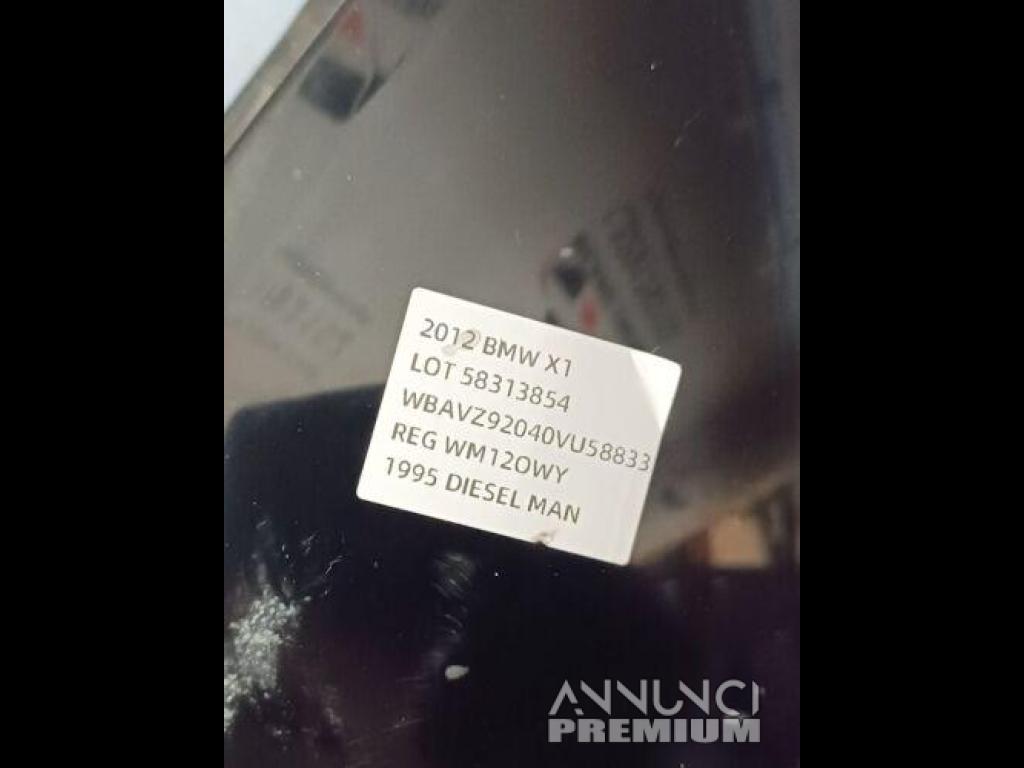 2012 BMW X1
LOT 58313854
WBAVZ92040VU58833
REG WM12OWY
1995 DIESEL MAN
ANNUNCI
PREMIUM